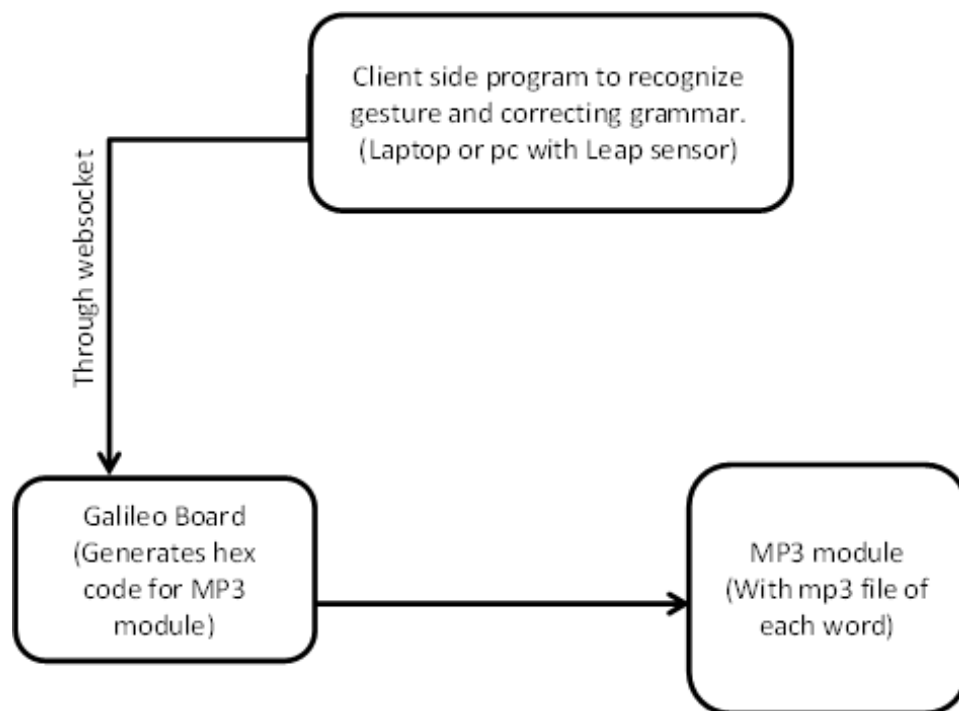 Client side program to recognize
gesture and correcting grammar.
(Laptop or pc with Leap sensor)
Through websocket
Galileo Board
(Generates hex
code for MP3
module)
MP3 module
(With mp3 file of
each word)